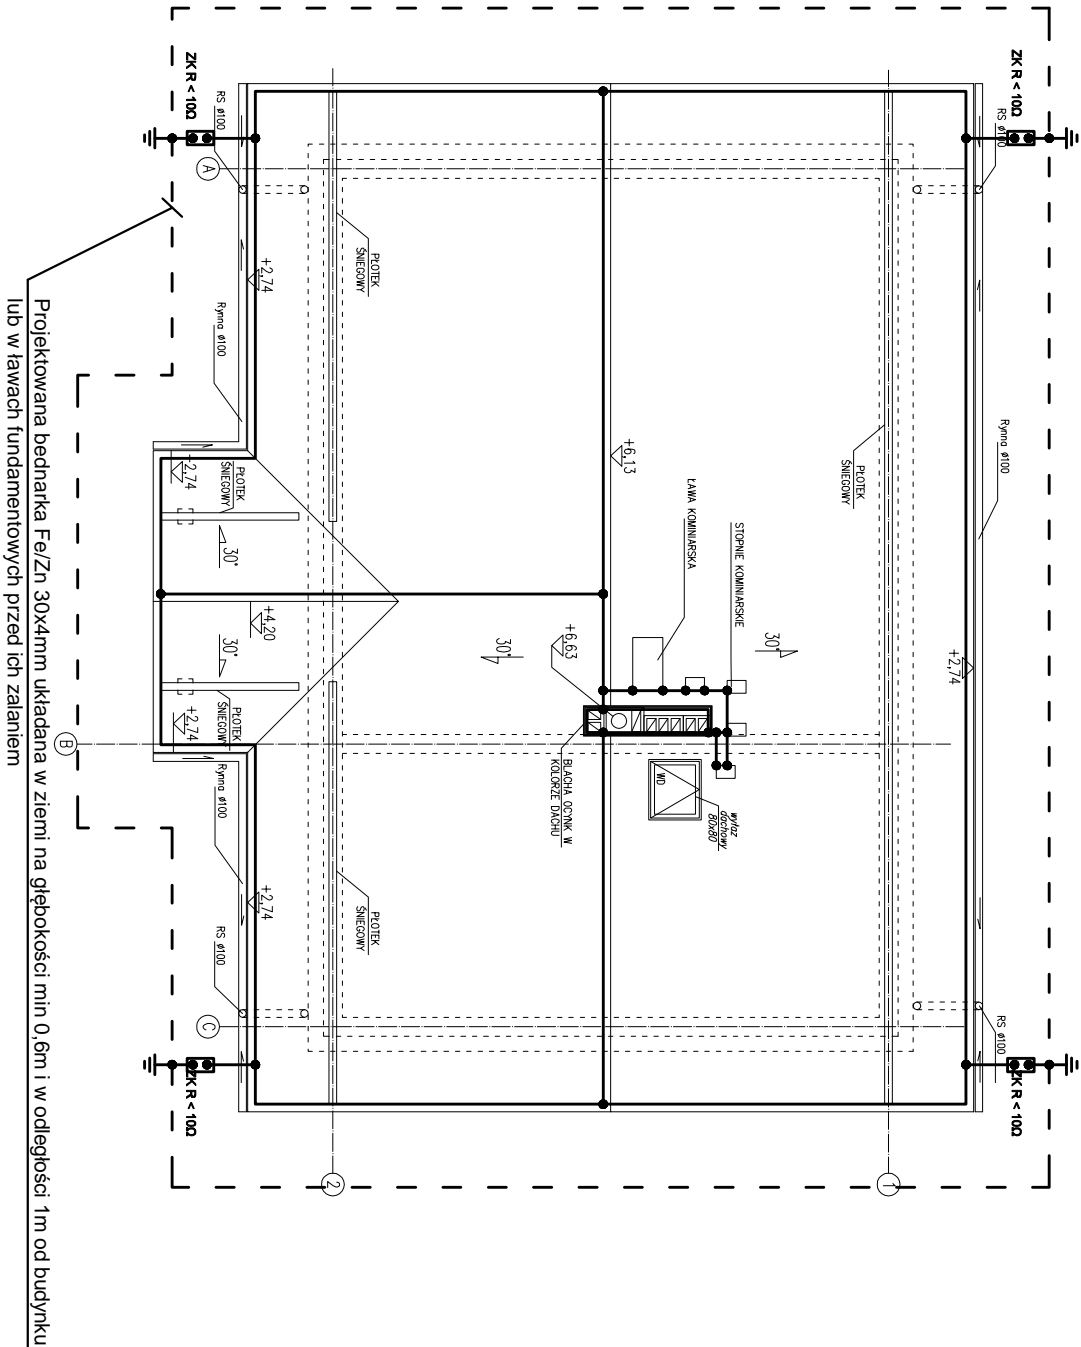 ZK R < 10Ω
RS ø100
A
+2,74
Rynna ø100
PŁOTEK
ŚNIEGOWY
ZK R < 10Ω
RS ø100
Rynna ø100
PŁOTEK
ŚNIEGOWY
+6,13
ŁAWA KOMINIARSKA
STOPNIE KOMINIARSKIE
+2,74
PŁOTEK
ŚNIEGOWY
30°
+4,20
30°
+2,74
PŁOTEK
ŚNIEGOWY
30°
+6,63
30°
+2,74
B
WD
wyłaz
dachowy
80x80
BLACHA OCYNK W
KOLORZE DACHU
Rynna ø100
+2,74
PŁOTEK
ŚNIEGOWY
RS ø100
C
RS ø100
ZK R < 10Ω
ZK R < 10Ω
2
1
Projektowana bednarka Fe/Zn 30x4mm układana w ziemi na głębokości min 0,6m i w odległości 1m od budynku
lub w ławach fundamentowych przed ich zalaniem